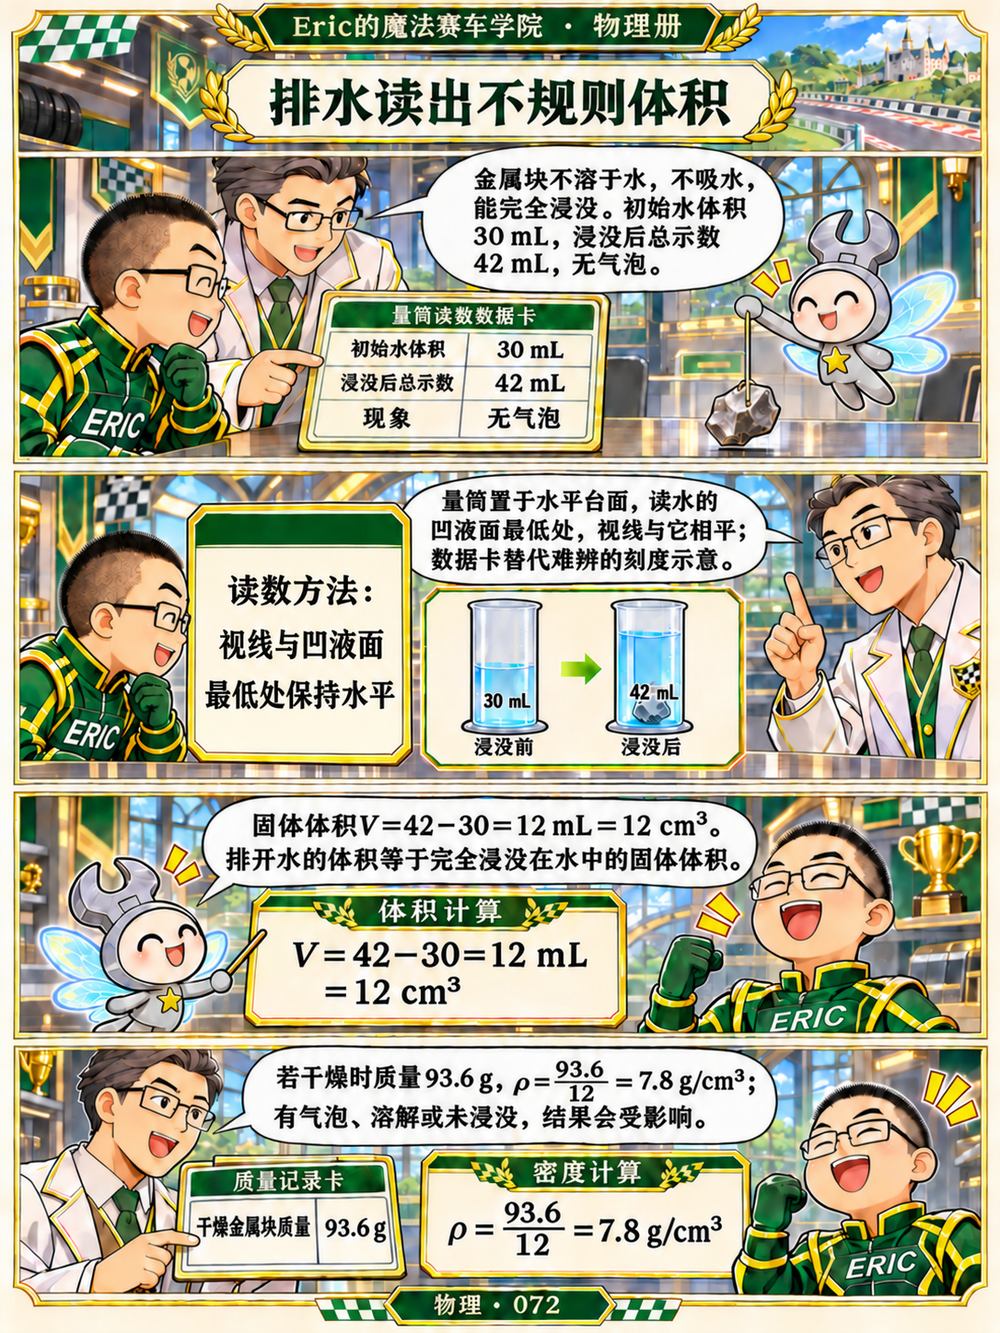 Eric的魔法赛车学院 · 物理册
排水读出不规则体积
金属块不溶于水，不吸水，
能完全浸没。初始水体积
30 mL，浸没后总示数
42 mL，无气泡。
量筒读数数据卡
初始水体积 30 mL
浸没后总示数 42 mL
现象 无气泡
ERIC
量筒置于水平台面，读水的
凹液面最低处，视线与它相平；
数据卡替代难辨的刻度示意。
读数方法：
视线与凹液面
最低处保持水平
30 mL
42 mL
浸没前
浸没后
ERIC
固体体积V=42−30=12 mL=12 cm³。
排开水的体积等于完全浸没在水中的固体体积。
体积计算
V=42−30=12 mL
=12 cm³
ERIC
若干燥时质量93.6 g，ρ=93.6/12=7.8 g/cm³；
有气泡、溶解或未浸没，结果会受影响。
质量记录卡
干燥金属块质量 93.6 g
密度计算
ρ=93.6/12=7.8 g/cm³
ERIC
物理 · 072